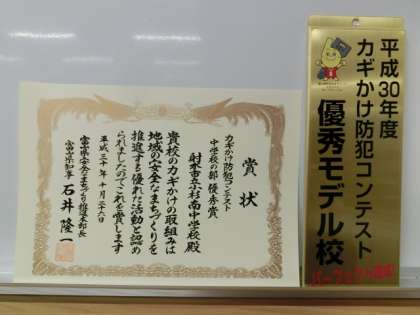 賞状
カギかけ防犯コンテスト
中学校の部 優秀賞
射水市立小杉南中学校殿
貴校のカギかけの取組みは
地域の安全なまちづくりを
推進する優れた活動と認め
られましたのでこれを賞します
平成三十年十月二十六日
富山県安全なまちづくり推進本部長
富山県知事 石井隆一
平成30年度
カギかけ防犯コンテスト
優秀モデル校